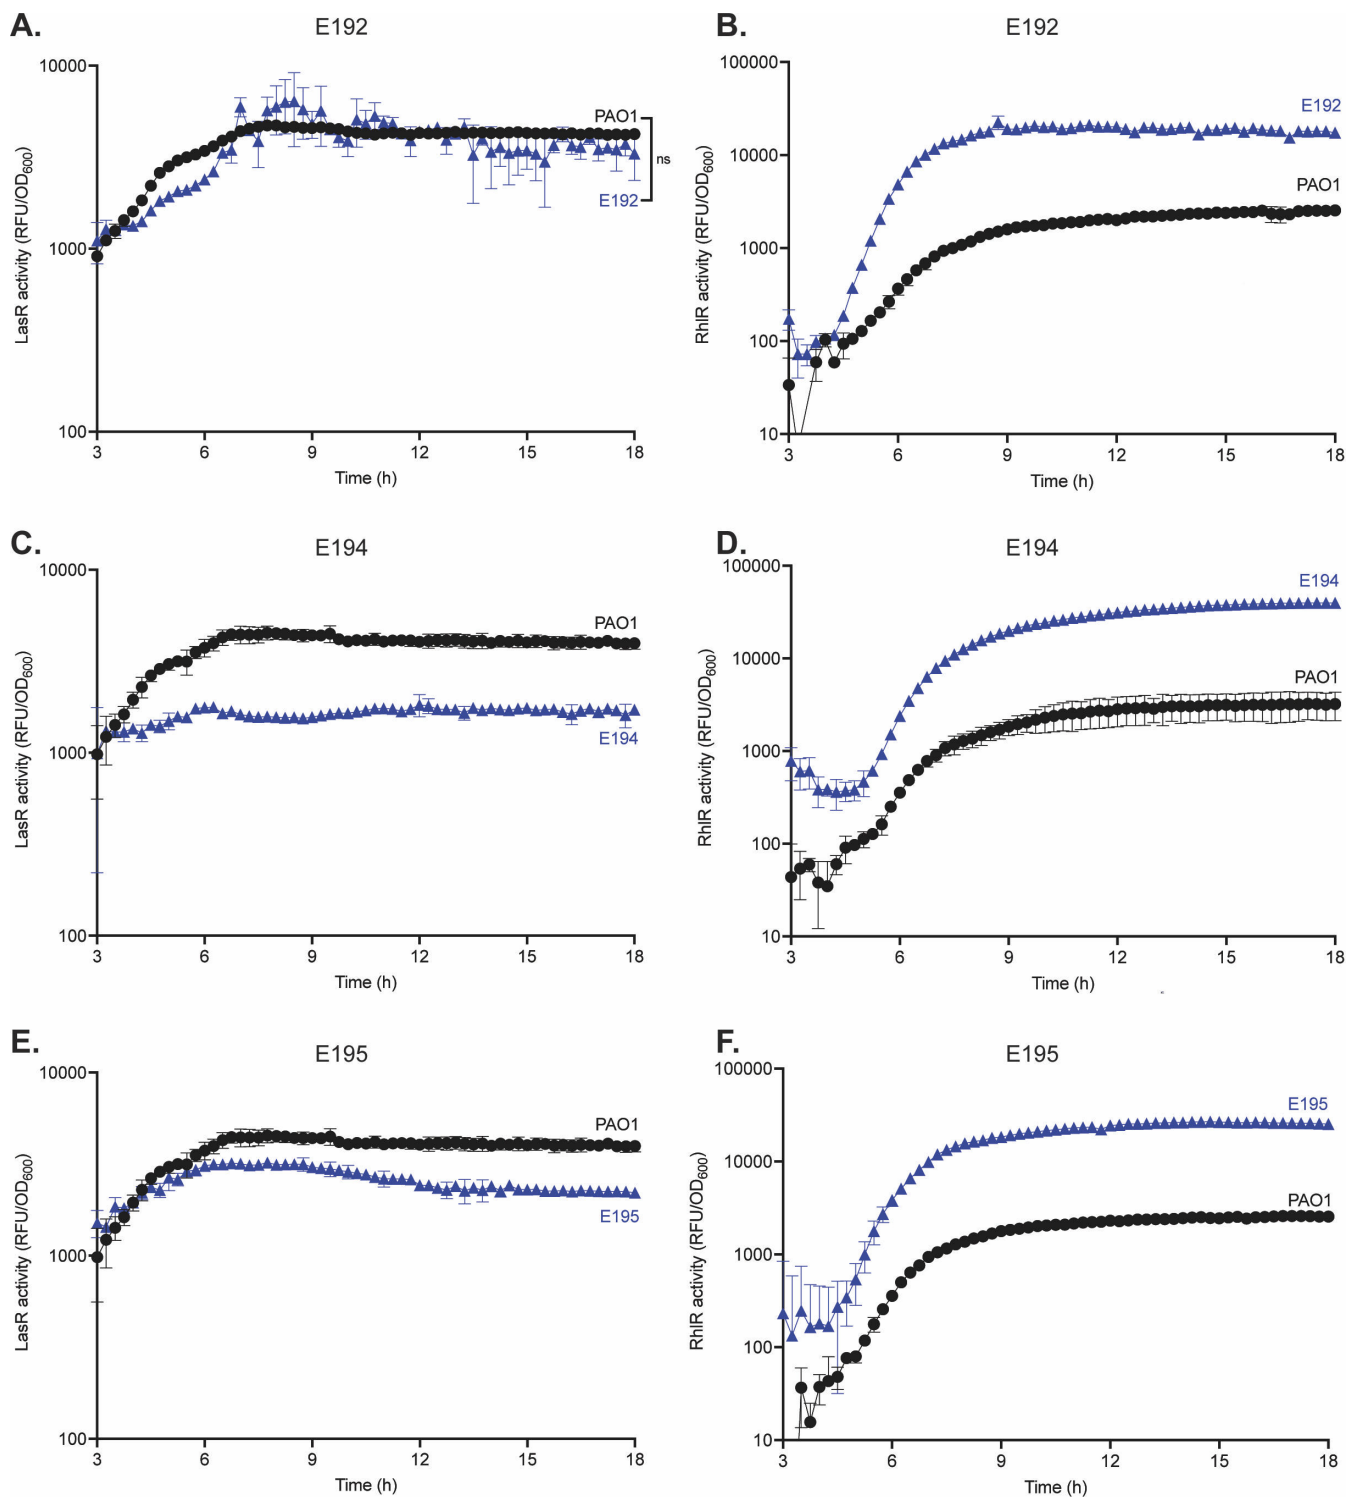 A.
E192
LasR activity (RFU/OD600)
10000
1000
100
PAO1
ns
E192
3 6 9 12 15 18
Time (h)
B.
E192
RhlR activity (RFU/OD600)
100000
10000
1000
100
10
E192
PAO1
3 6 9 12 15 18
Time (h)
C.
E194
LasR activity (RFU/OD600)
10000
1000
100
PAO1
E194
3 6 9 12 15 18
Time (h)
D.
E194
RhlR activity (RFU/OD600)
100000
10000
1000
100
10
E194
PAO1
3 6 9 12 15 18
Time (h)
E.
E195
LasR activity (RFU/OD600)
10000
1000
100
PAO1
E195
3 6 9 12 15 18
Time (h)
F.
E195
RhlR activity (RFU/OD600)
100000
10000
1000
100
10
E195
PAO1
3 6 9 12 15 18
Time (h)